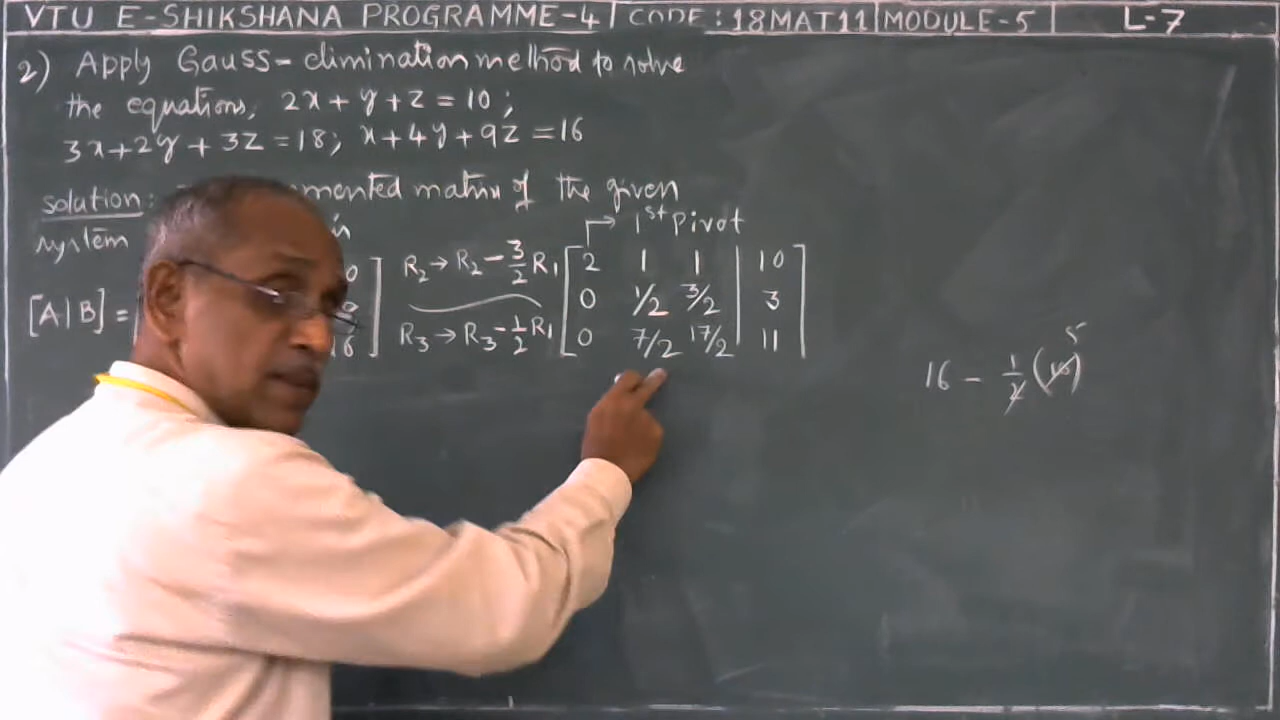 VTU E-SHIKSHANA PROGRAMME-4 | CODE: 18MAT11 | MODULE-5 | L-7
2) Apply Gauss-elimination method to solve
the equations, 2x + y + z = 10 ;
3x + 2y + 3z = 18; x + 4y + 9z = 16
solution: mented matrix of the given
system
→ 1st Pivot
R2 → R2 - 3/2 R1 [ 2 1 1 | 10 ]
[A|B] = 0 1/2 3/2 | 3
16 ] R3 → R3 - 1/2 R1 0 7/2 17/2 | 11
5
16 - 1/2 (10)